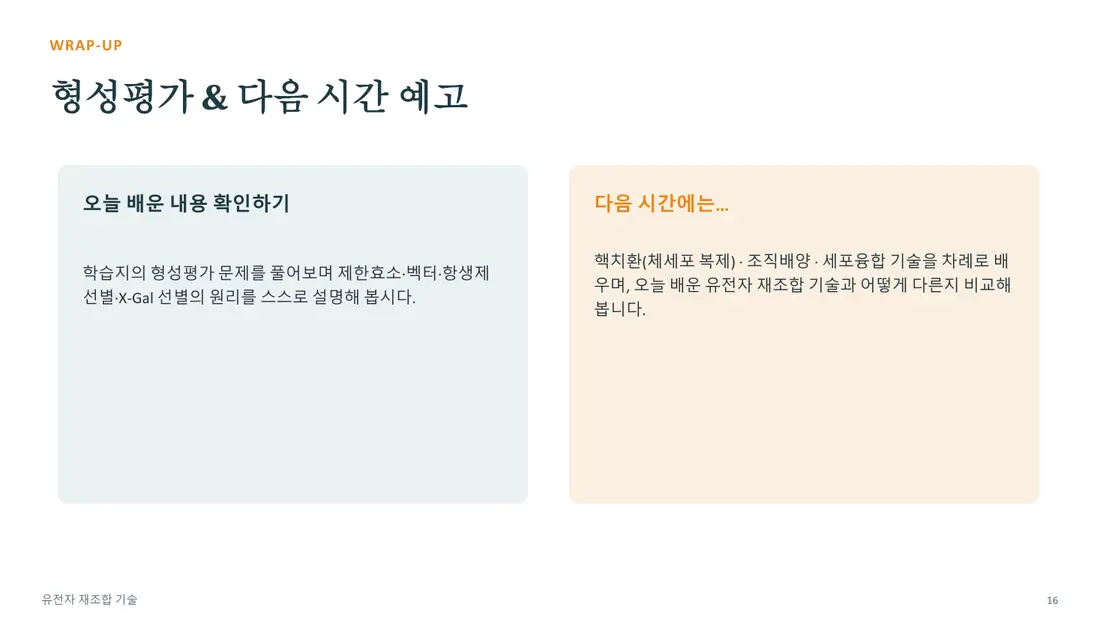 WRAP-UP
형성평가 & 다음 시간 예고
오늘 배운 내용 확인하기
학습지의 형성평가 문제를 풀어보며 제한효소·벡터·항생제
선별·X-Gal 선별의 원리를 스스로 설명해 봅시다.
다음 시간에는...
핵치환(체세포 복제) · 조직배양 · 세포융합 기술을 차례로 배
우며, 오늘 배운 유전자 재조합 기술과 어떻게 다른지 비교해
봅니다.
유전자 재조합 기술
16